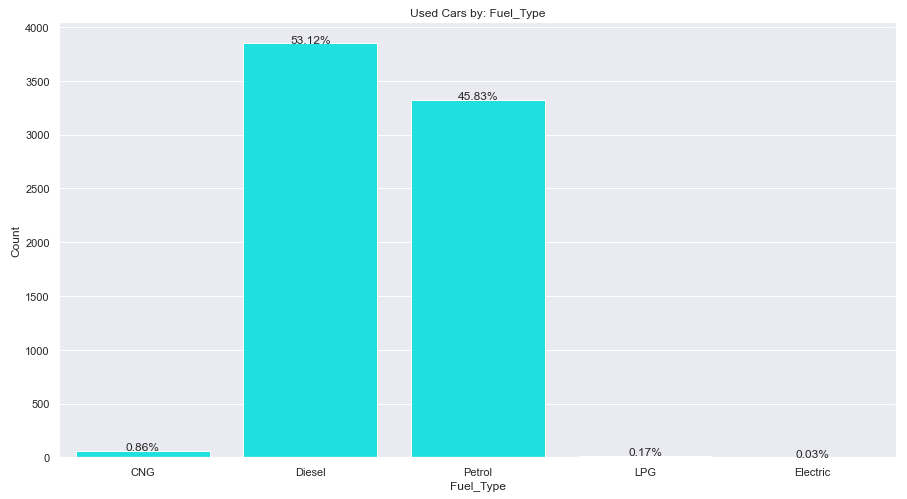 Used Cars by: Fuel_Type
4000
3500
3000
2500
2000
1500
1000
500
0
Count
53.12%
45.83%
0.86%
0.17%
0.03%
CNG
Diesel
Petrol
LPG
Electric
Fuel_Type